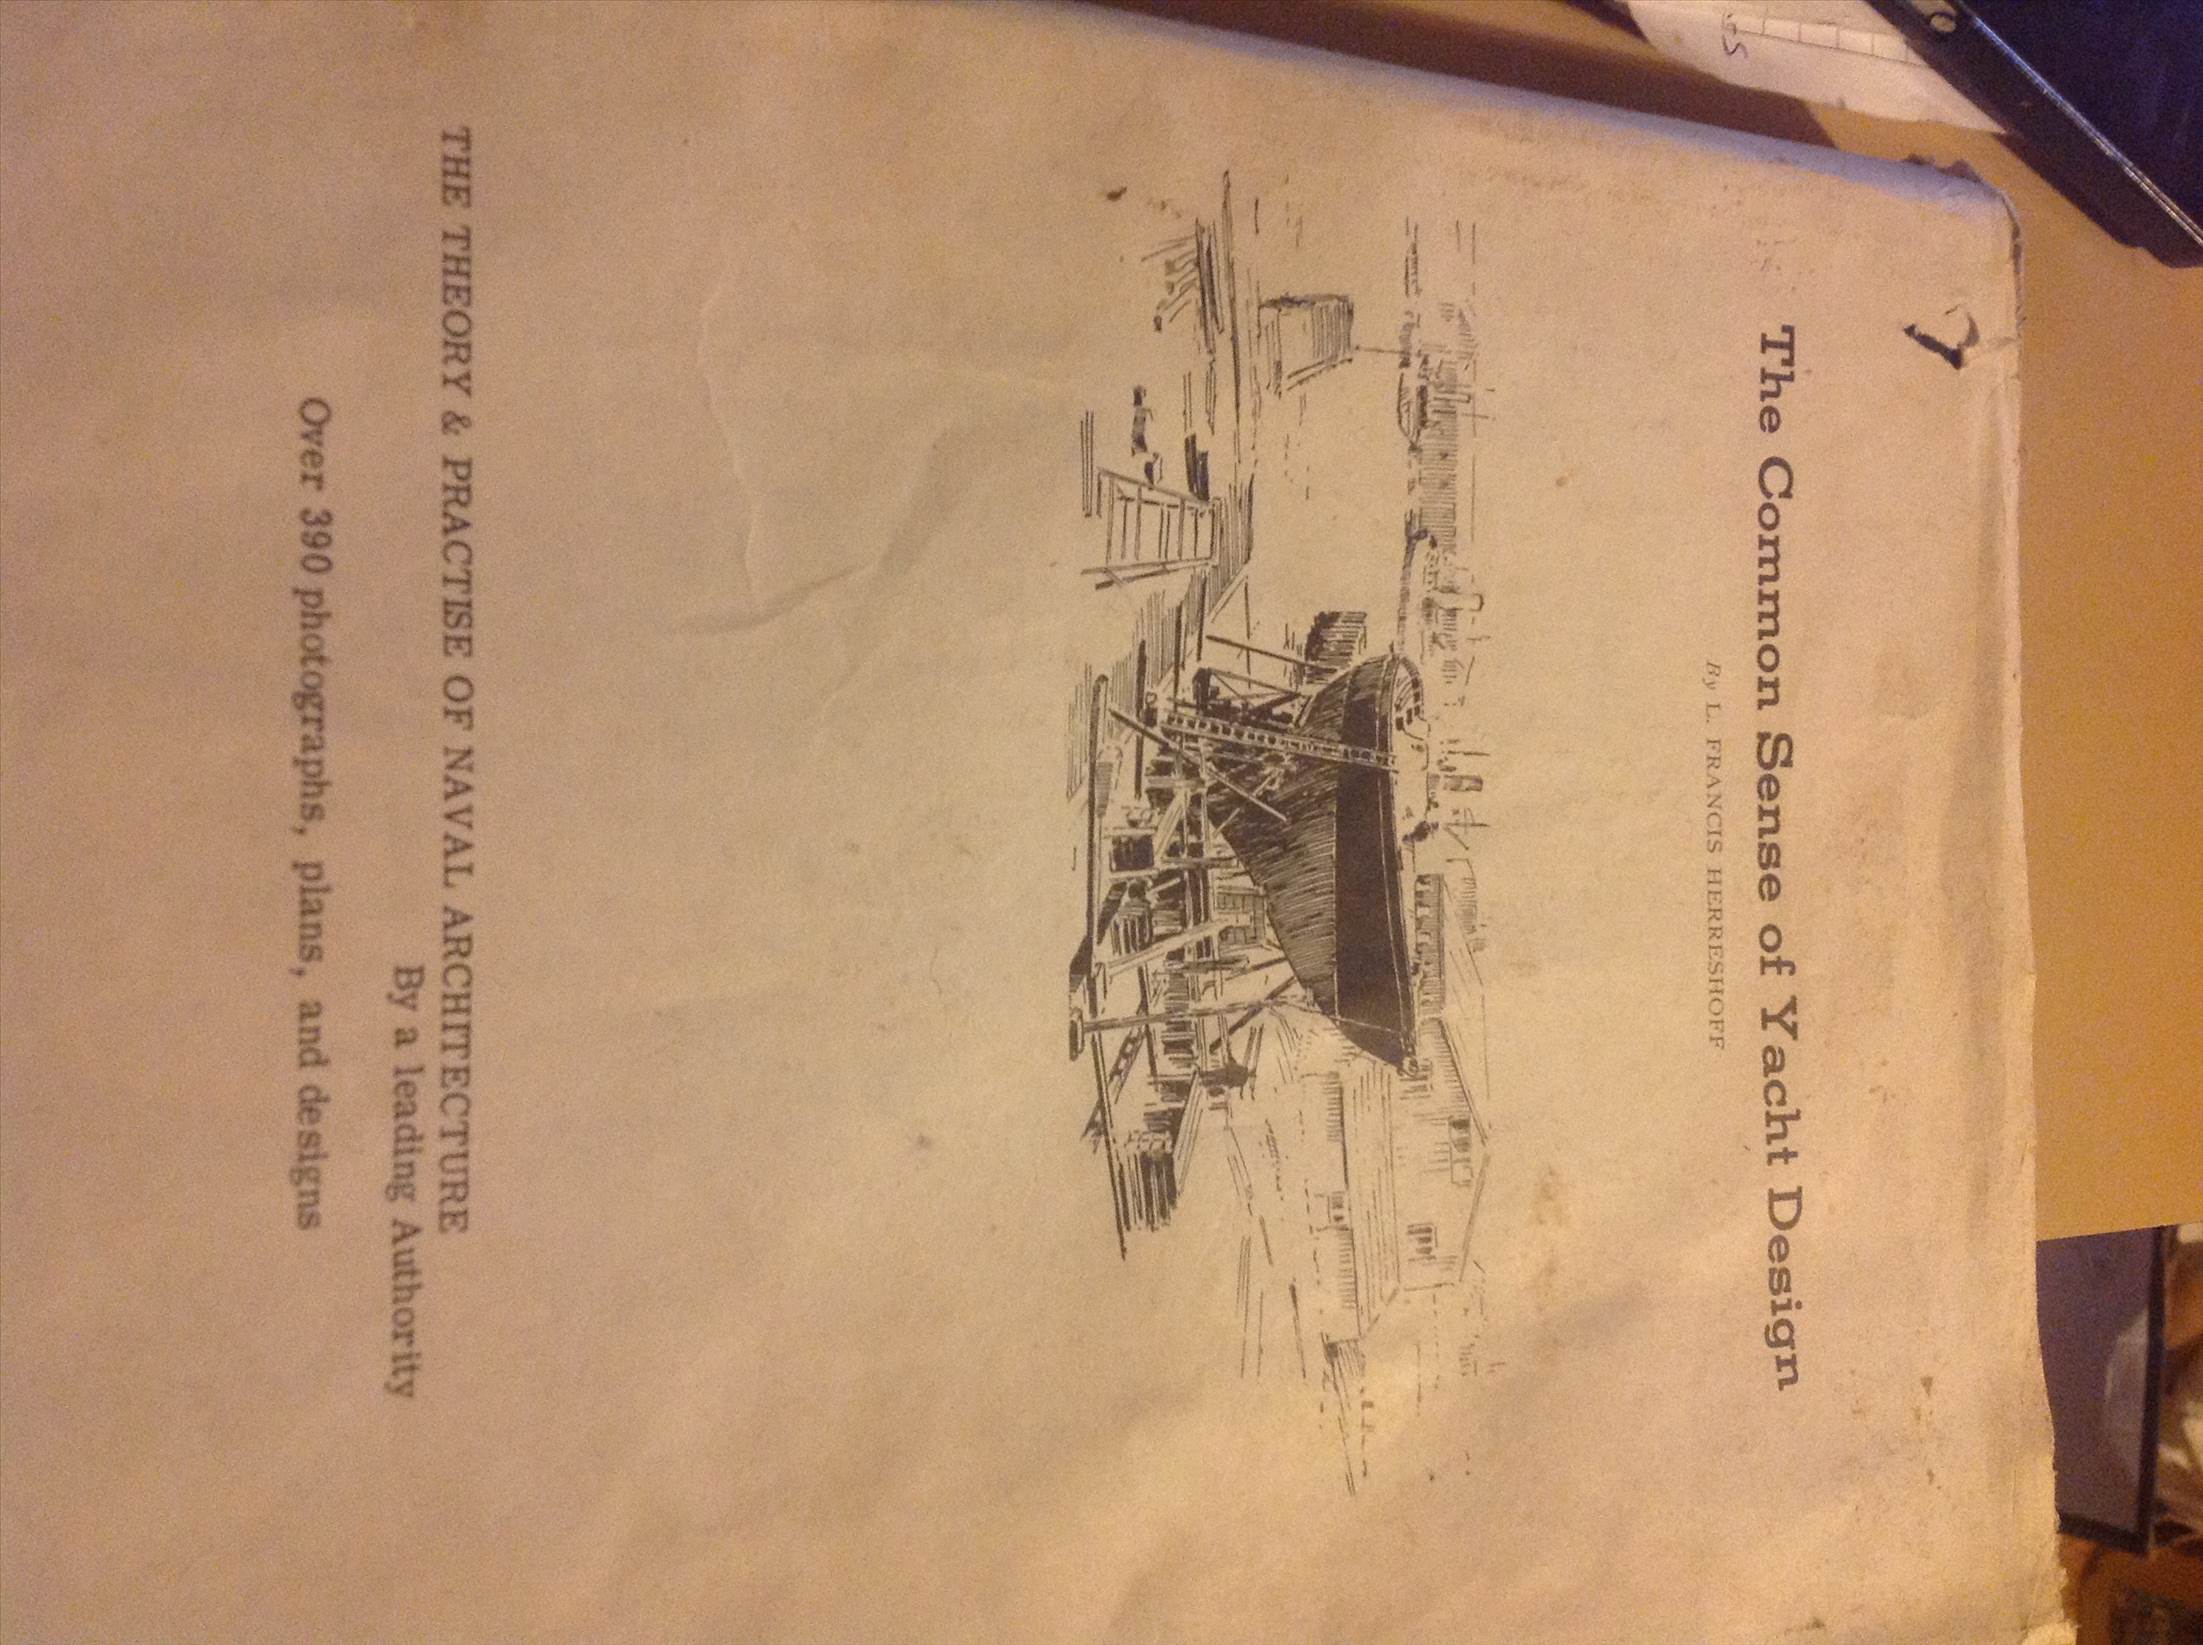 The Common Sense of Yacht Design
By L. FRANCIS HERRESHOFF
THE THEORY & PRACTISE OF NAVAL ARCHITECTURE
By a leading Authority
Over 390 photographs, plans, and designs